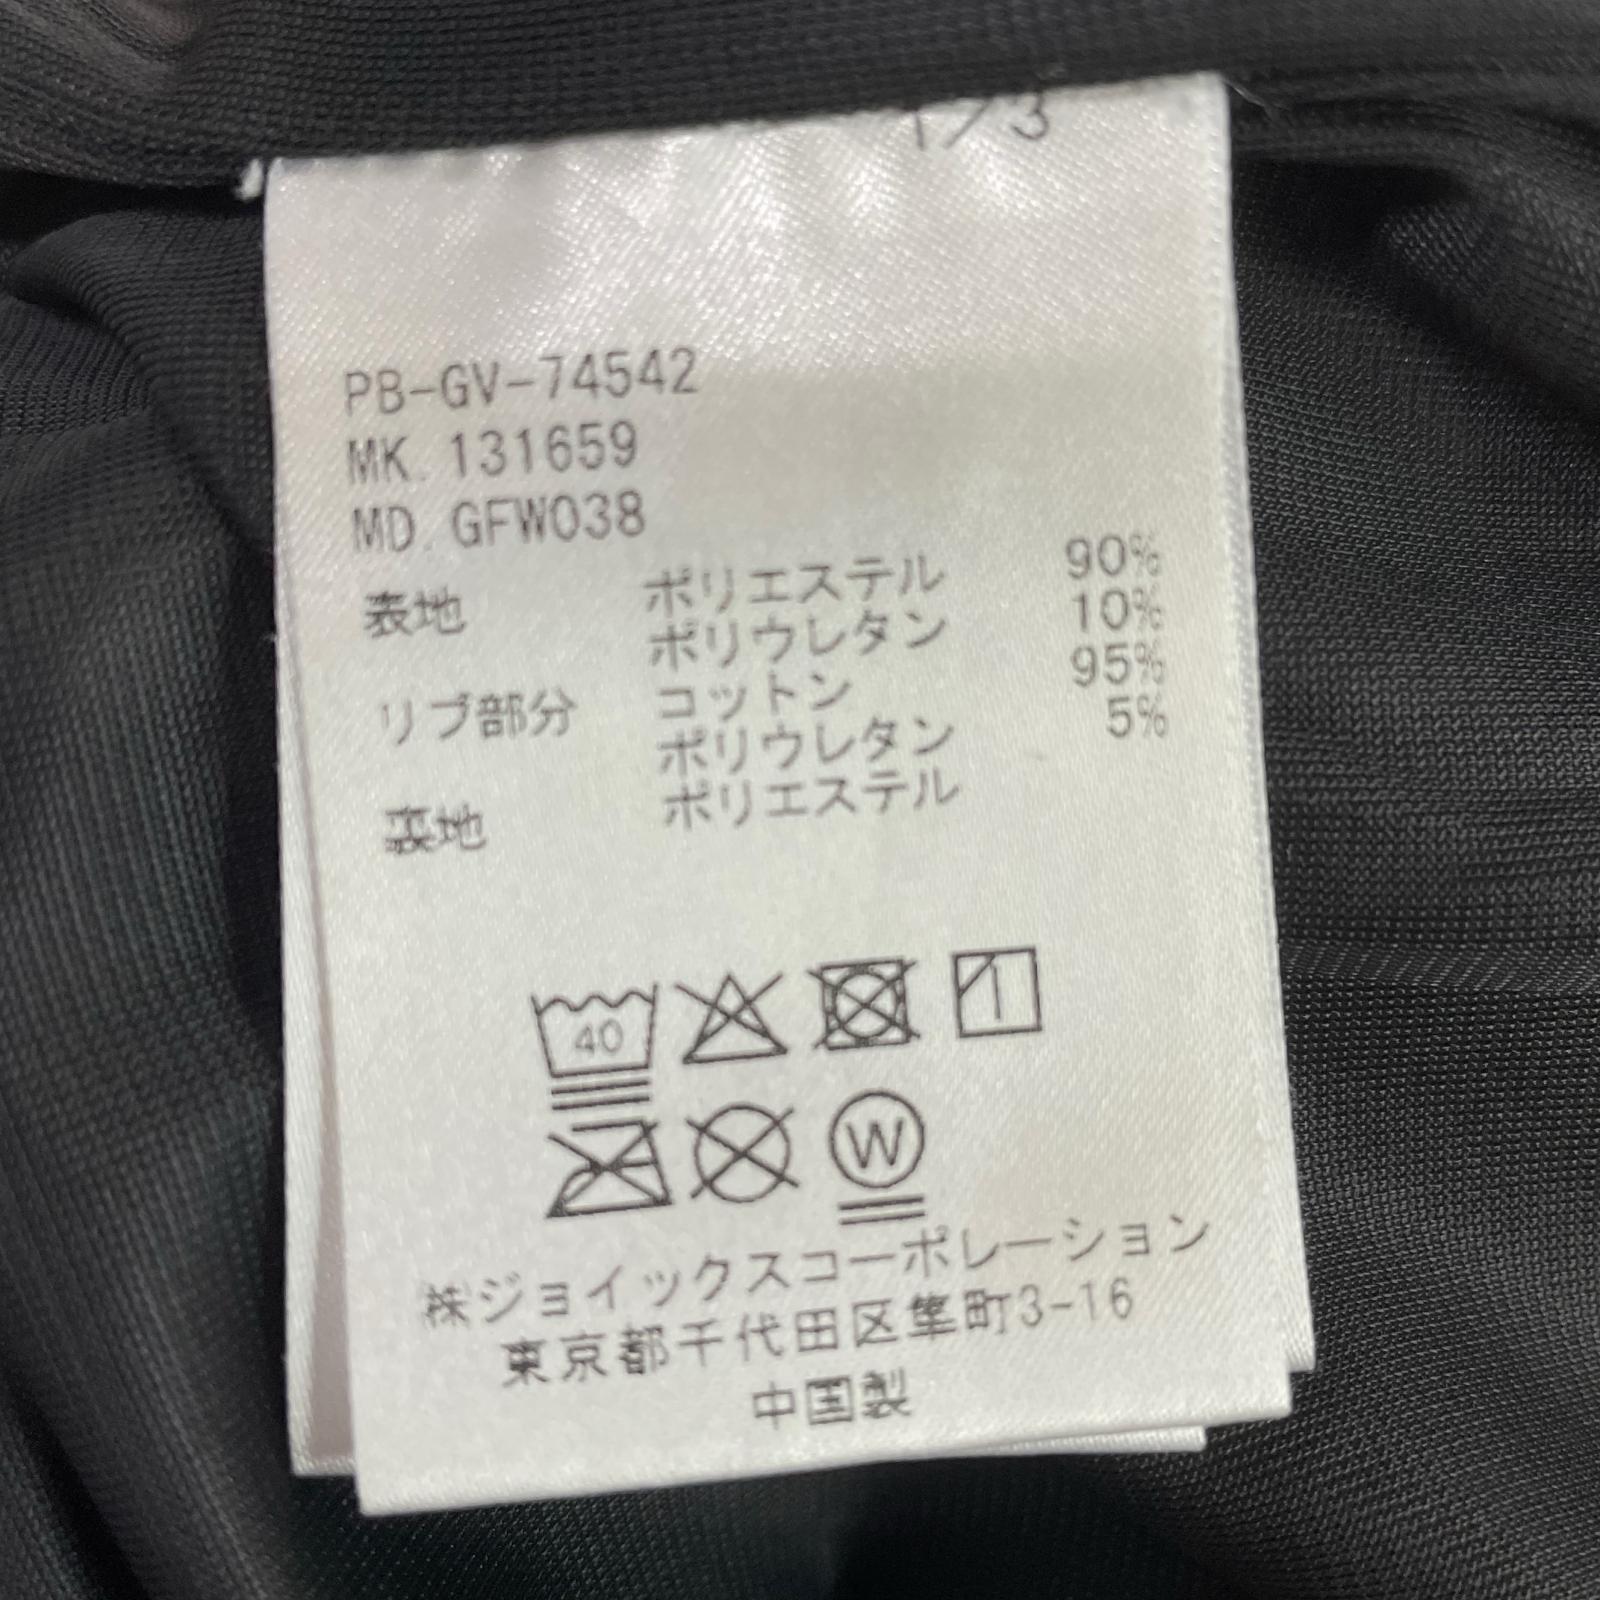 1/3
PB-GV-74542
MK. 131659
MD. GFW038
表地 ポリエステル 90%
ポリウレタン 10%
リブ部分 コットン 95%
ポリウレタン 5%
裏地 ポリエステル
40
W
株ジョイックスコーポレーション
東京都千代田区隼町3-16
中国製